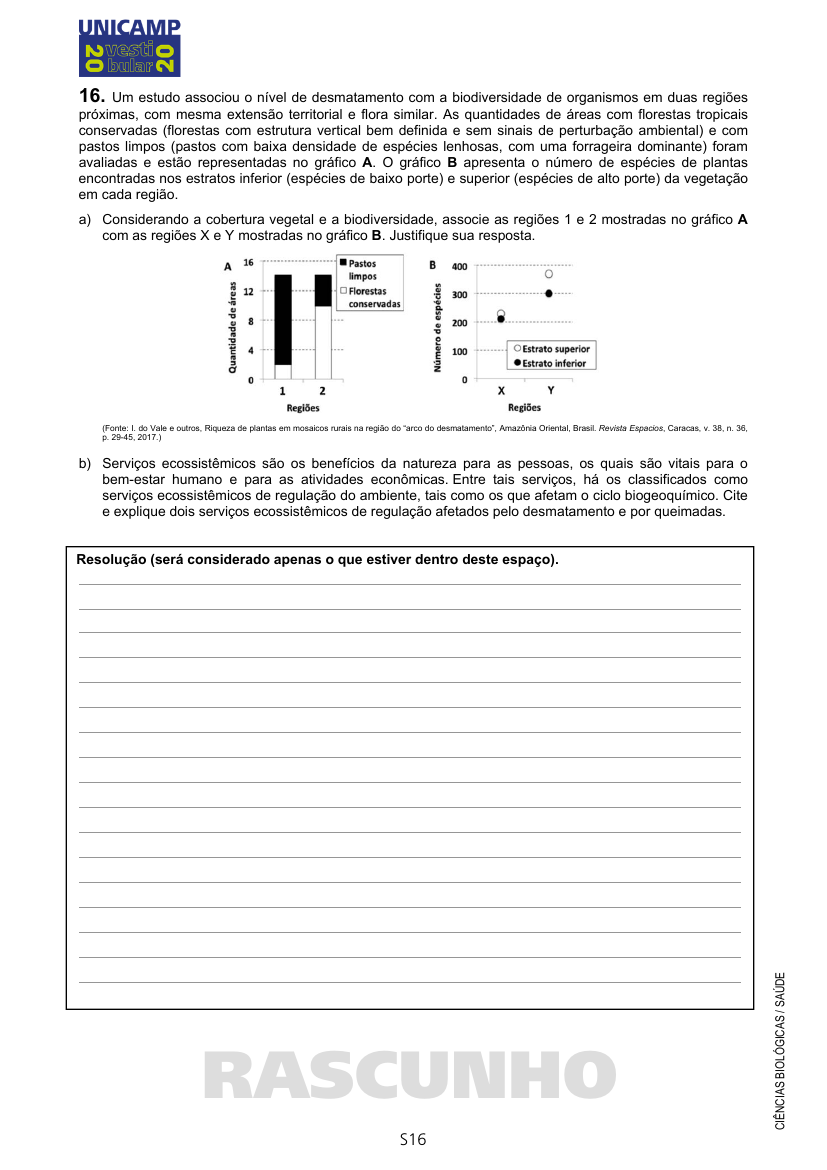 UNICAMP
20 vesti 20
bular
16. Um estudo associou o nível de desmatamento com a biodiversidade de organismos em duas regiões
próximas, com mesma extensão territorial e flora similar. As quantidades de áreas com florestas tropicais
conservadas (florestas com estrutura vertical bem definida e sem sinais de perturbação ambiental) e com
pastos limpos (pastos com baixa densidade de espécies lenhosas, com uma forrageira dominante) foram
avaliadas e estão representadas no gráfico A. O gráfico B apresenta o número de espécies de plantas
encontradas nos estratos inferior (espécies de baixo porte) e superior (espécies de alto porte) da vegetação
em cada região.
a) Considerando a cobertura vegetal e a biodiversidade, associe as regiões 1 e 2 mostradas no gráfico A
com as regiões X e Y mostradas no gráfico B. Justifique sua resposta.
A
Quantidade de áreas
16
12
8
4
0
1 2
Regiões
Pastos
limpos
Florestas
conservadas
B
Número de espécies
400
300
200
100
0
X Y
Regiões
Estrato superior
Estrato inferior
(Fonte: I. do Vale e outros, Riqueza de plantas em mosaicos rurais na região do “arco do desmatamento”, Amazônia Oriental, Brasil. Revista Espacios, Caracas, v. 38, n. 36,
p. 29-45, 2017.)
b) Serviços ecossistêmicos são os benefícios da natureza para as pessoas, os quais são vitais para o
bem-estar humano e para as atividades econômicas. Entre tais serviços, há os classificados como
serviços ecossistêmicos de regulação do ambiente, tais como os que afetam o ciclo biogeoquímico. Cite
e explique dois serviços ecossistêmicos de regulação afetados pelo desmatamento e por queimadas.
Resolução (será considerado apenas o que estiver dentro deste espaço).
CIÊNCIAS BIOLÓGICAS / SAÚDE
RASCUNHO
S16